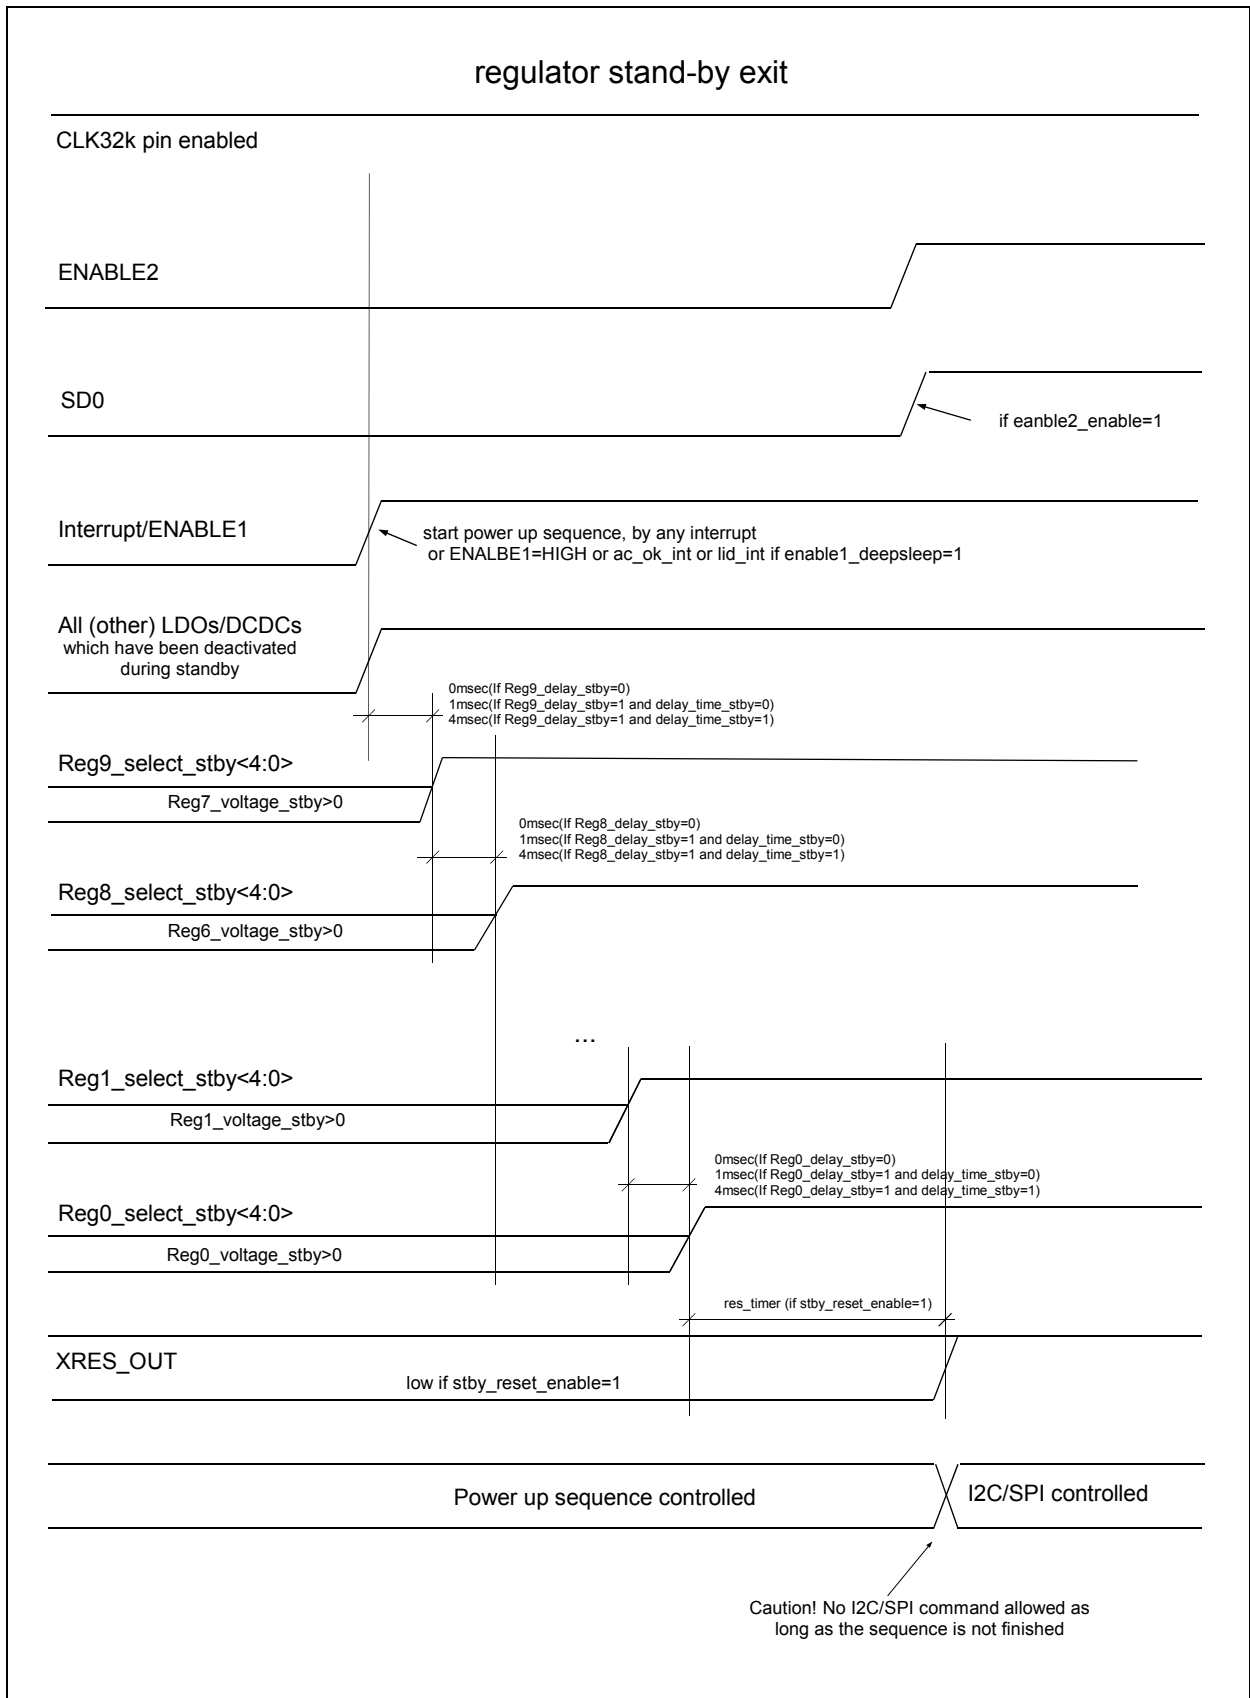 regulator stand-by exit
CLK32k pin enabled
ENABLE2
SD0
if eanble2_enable=1
Interrupt/ENABLE1
start power up sequence, by any interrupt
or ENALBE1=HIGH or ac_ok_int or lid_int if enable1_deepsleep=1
All (other) LDOs/DCDCs
which have been deactivated
during standby
0msec(If Reg9_delay_stby=0)
1msec(If Reg9_delay_stby=1 and delay_time_stby=0)
4msec(If Reg9_delay_stby=1 and delay_time_stby=1)
Reg9_select_stby<4:0>
Reg7_voltage_stby>0
0msec(If Reg8_delay_stby=0)
1msec(If Reg8_delay_stby=1 and delay_time_stby=0)
4msec(If Reg8_delay_stby=1 and delay_time_stby=1)
Reg8_select_stby<4:0>
Reg6_voltage_stby>0
...
Reg1_select_stby<4:0>
Reg1_voltage_stby>0
0msec(If Reg0_delay_stby=0)
1msec(If Reg0_delay_stby=1 and delay_time_stby=0)
4msec(If Reg0_delay_stby=1 and delay_time_stby=1)
Reg0_select_stby<4:0>
Reg0_voltage_stby>0
res_timer (if stby_reset_enable=1)
XRES_OUT
low if stby_reset_enable=1
Power up sequence controlled
I2C/SPI controlled
Caution! No I2C/SPI command allowed as
long as the sequence is not finished